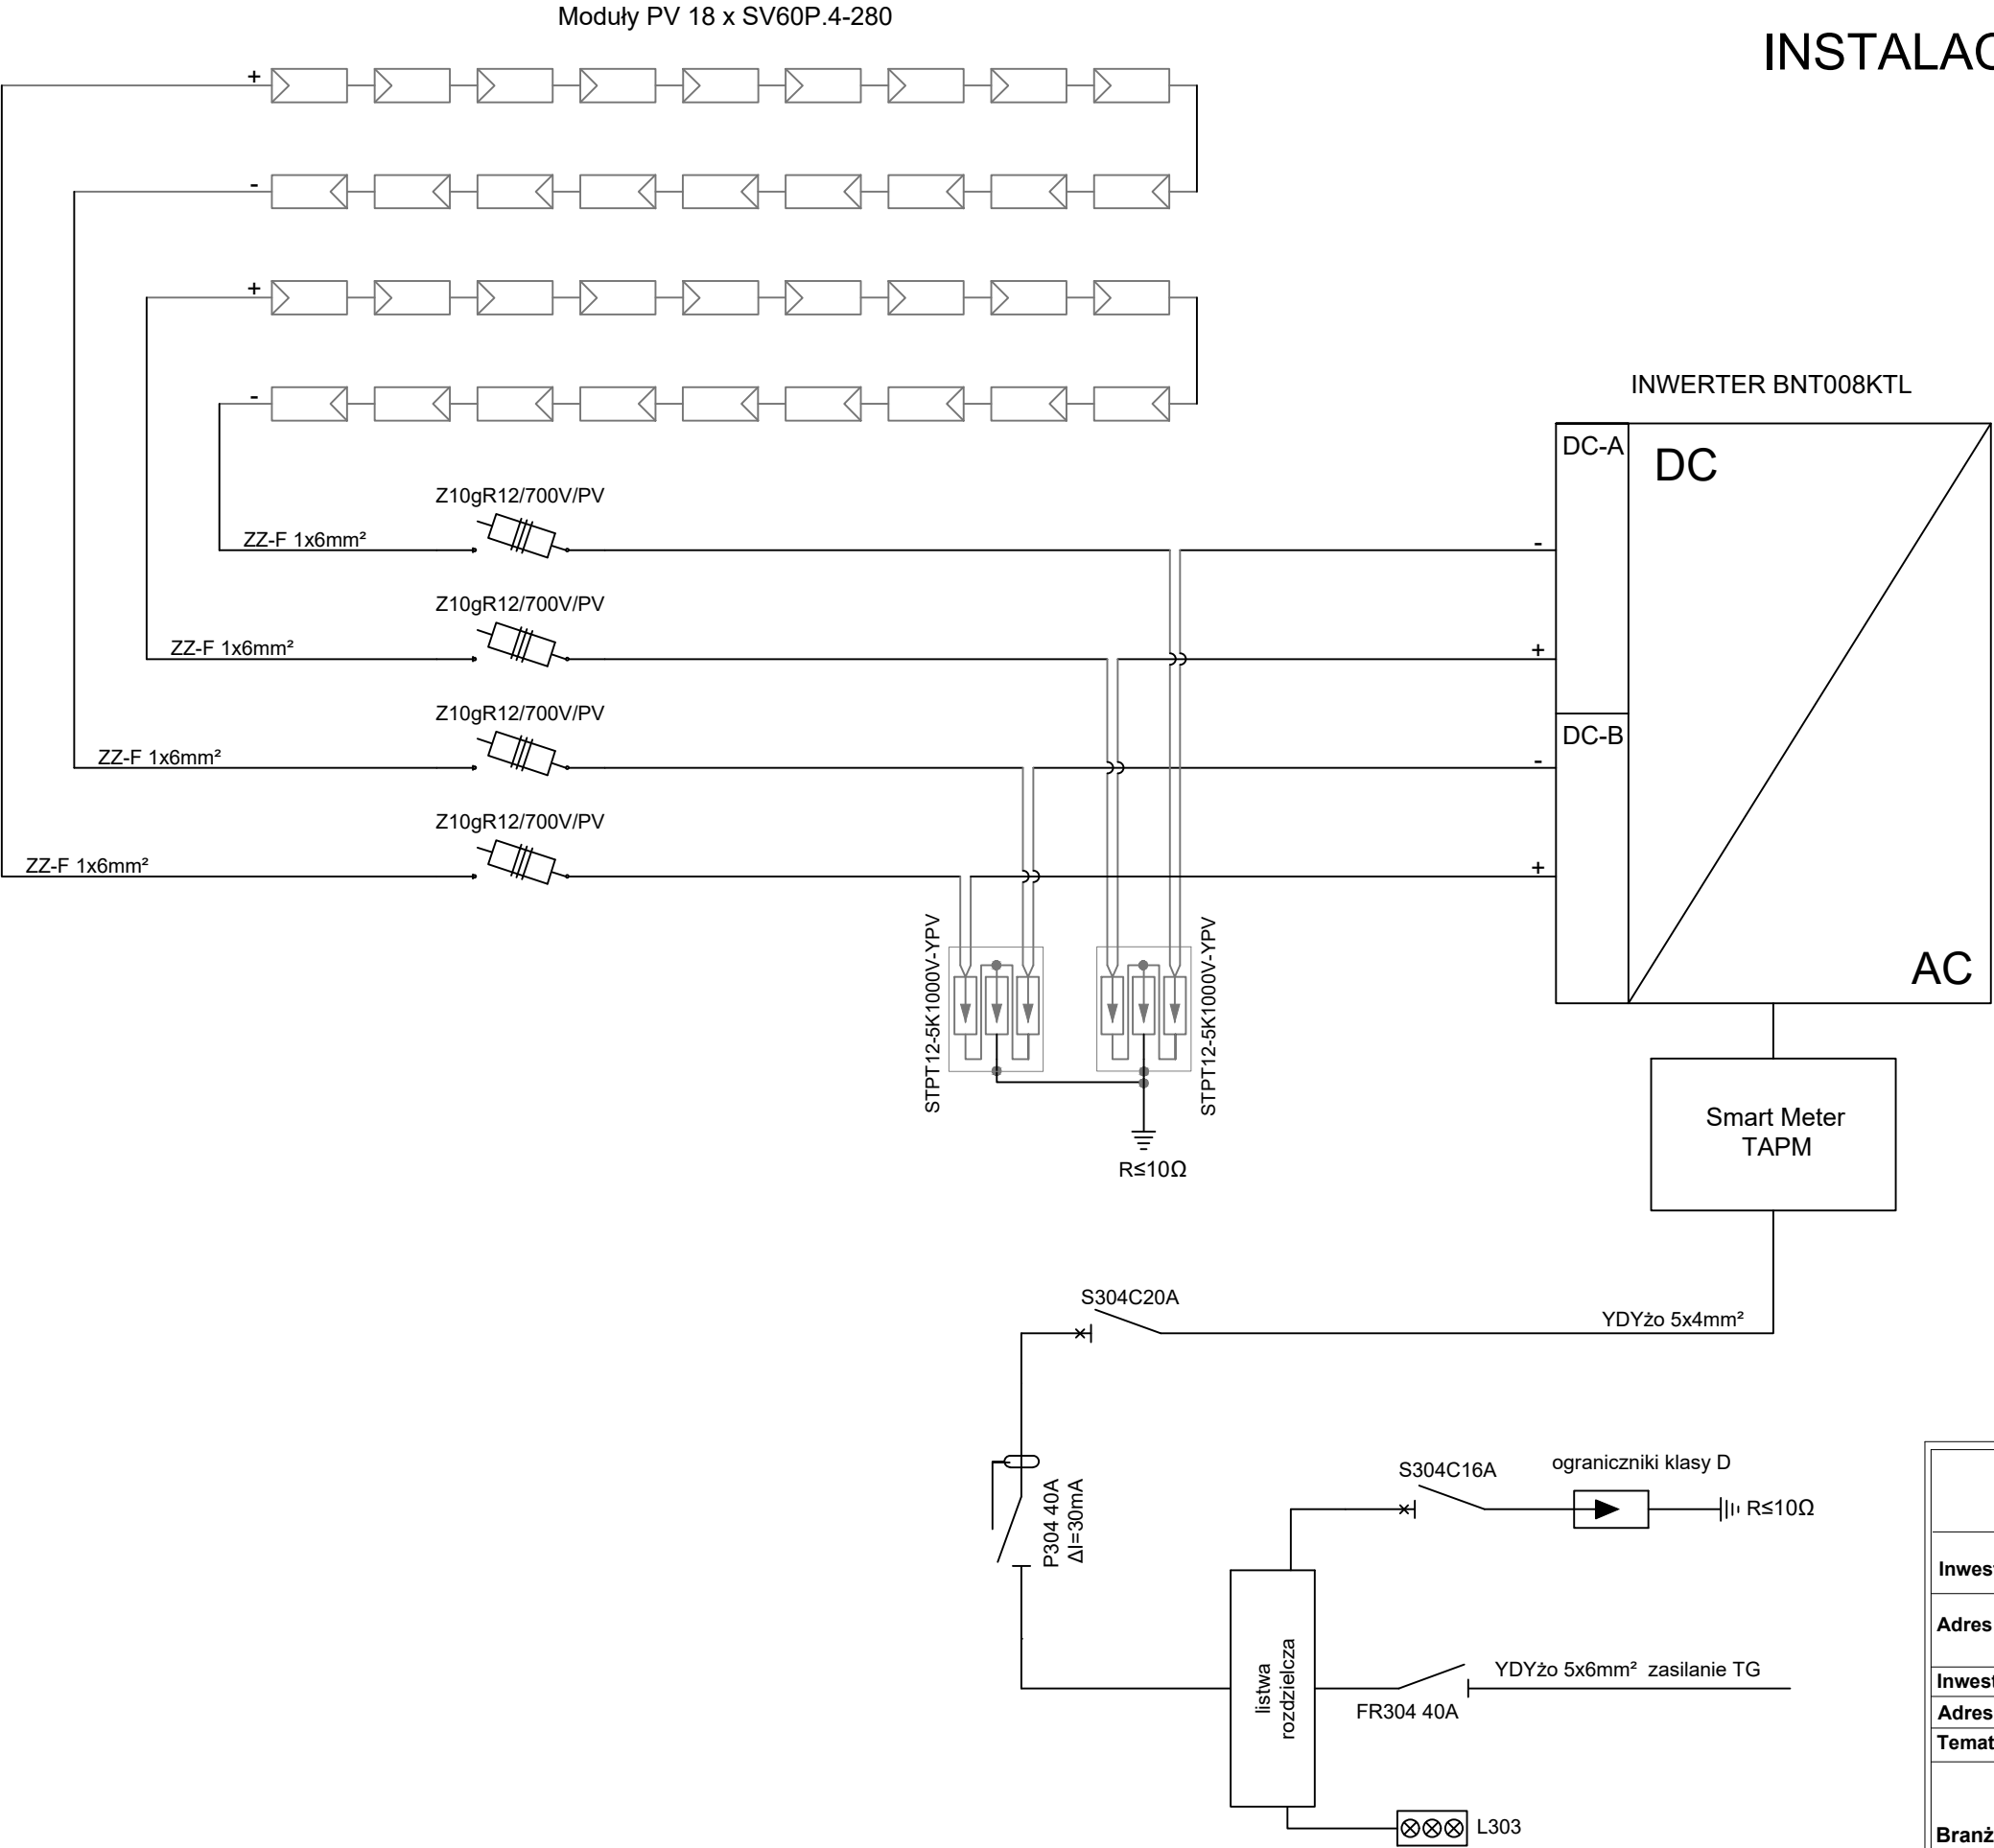 Moduły PV 18 x SV60P.4-280
INSTALAC
+
-
+
-
INWERTER BNT008KTL
DC-A
DC
Z10gR12/700V/PV
ZZ-F 1x6mm²
-
Z10gR12/700V/PV
ZZ-F 1x6mm²
+
DC-B
Z10gR12/700V/PV
ZZ-F 1x6mm²
-
Z10gR12/700V/PV
ZZ-F 1x6mm²
+
AC
STPT12-5K1000V-YPV
STPT12-5K1000V-YPV
R≤10Ω
Smart Meter
TAPM
S304C20A
YDYżo 5x4mm²
P304 40A
ΔI=30mA
S304C16A
ograniczniki klasy D
R≤10Ω
listwa
rozdzielcza
YDYżo 5x6mm² zasilanie TG
FR304 40A
L303
Inwest
Adres
Inwest
Adres
Temat
Branż